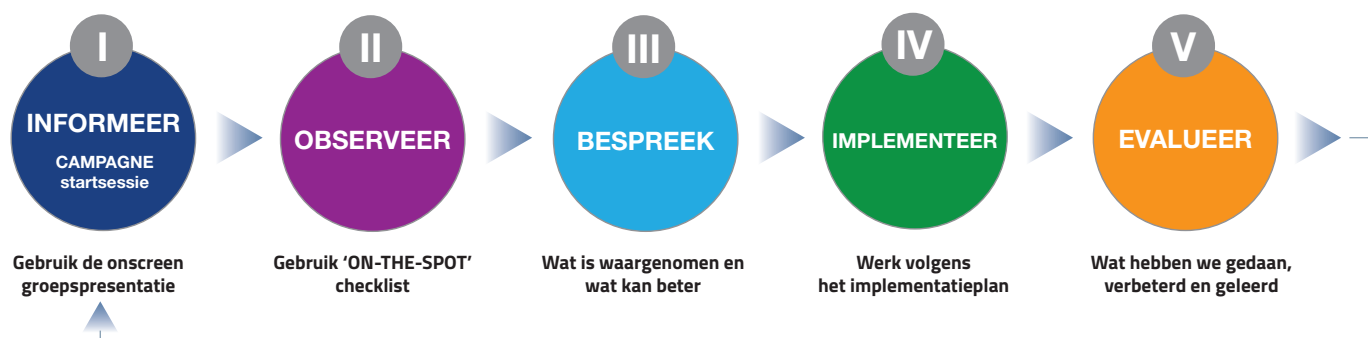 I
INFORMEER
CAMPAGNE
startsessie
Gebruik de onscreen
groepspresentatie
II
OBSERVEER
Gebruik ‘ON-THE-SPOT’
checklist
III
BESPREEK
Wat is waargenomen en
wat kan beter
IV
IMPLEMENTEER
Werk volgens
het implementatieplan
V
EVALUEER
Wat hebben we gedaan,
verbeterd en geleerd